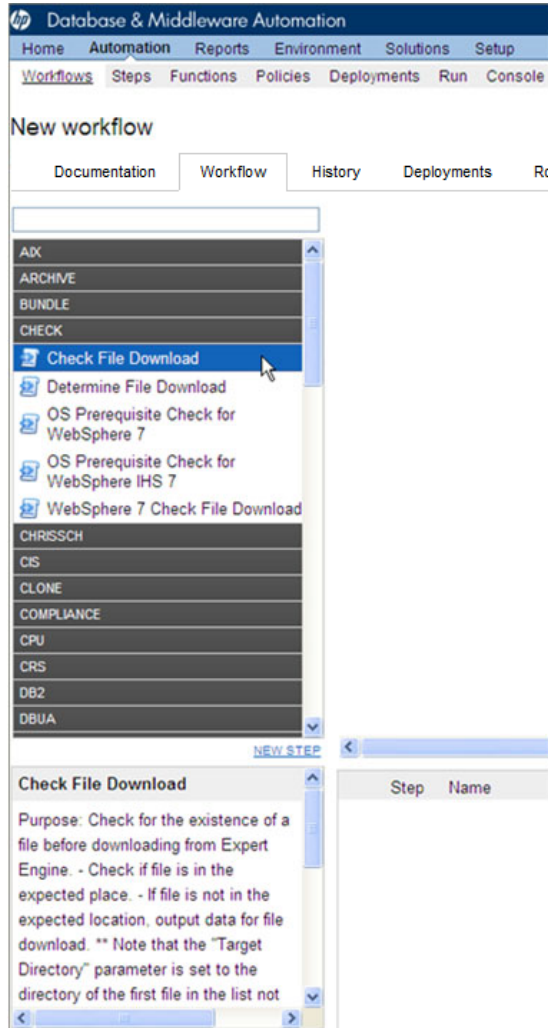 hp Database & Middleware Automation
Home Automation Reports Environment Solutions Setup
Workflows Steps Functions Policies Deployments Run Console
New workflow
Documentation Workflow History Deployments Ro
AIX
ARCHIVE
BUNDLE
CHECK
Check File Download
Determine File Download
OS Prerequisite Check for
WebSphere 7
OS Prerequisite Check for
WebSphere IHS 7
WebSphere 7 Check File Download
CHRISSCH
CIS
CLONE
COMPLIANCE
CPU
CRS
DB2
DBUA
NEW STEP
Check File Download
Step Name
Purpose: Check for the existence of a
file before downloading from Expert
Engine. - Check if file is in the
expected place. - If file is not in the
expected location, output data for file
download. ** Note that the "Target
Directory" parameter is set to the
directory of the first file in the list not